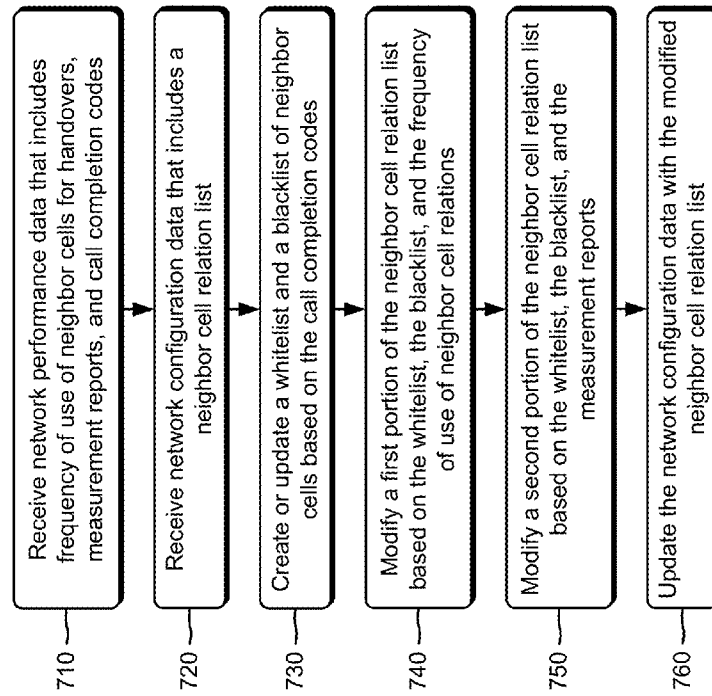 710
Receive network performance data that includes
frequency of use of neighbor cells for handovers,
measurement reports, and call completion codes
720
Receive network configuration data that includes a
neighbor cell relation list
730
Create or update a whitelist and a blacklist of neighbor
cells based on the call completion codes
740
Modify a first portion of the neighbor cell relation list
based on the whitelist, the blacklist, and the frequency
of use of neighbor cell relations
750
Modify a second portion of the neighbor cell relation list
based on the whitelist, the blacklist, and the
measurement reports
760
Update the network configuration data with the modified
neighbor cell relation list